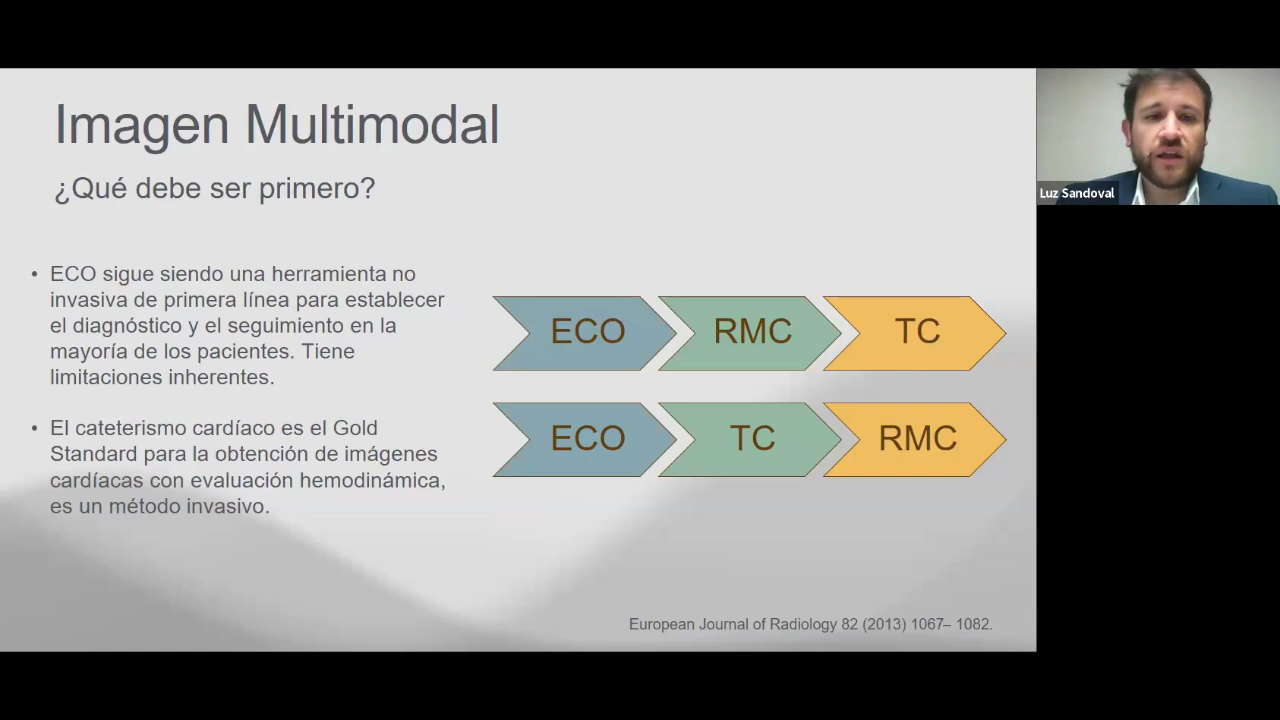 Imagen Multimodal
¿Qué debe ser primero?
• ECO sigue siendo una herramienta no
invasiva de primera línea para establecer
el diagnóstico y el seguimiento en la
mayoría de los pacientes. Tiene
limitaciones inherentes.
• El cateterismo cardíaco es el Gold
Standard para la obtención de imágenes
cardíacas con evaluación hemodinámica,
es un método invasivo.
ECO RMC TC
ECO TC RMC
European Journal of Radiology 82 (2013) 1067– 1082.
Luz Sandoval